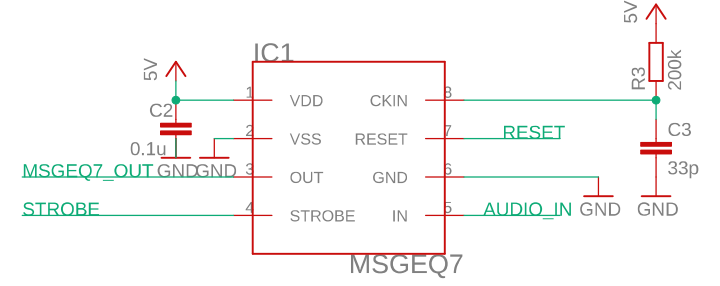 5V
5V
IC1
R3
200k
1
VDD
CKIN
8
C2
0.1u
GND
2
VSS
RESET
7
RESET
C3
33p
GND
MSGEQ7_OUT
3
OUT
GND
6
GND
GND
STROBE
4
STROBE
IN
5
AUDIO_IN
MSGEQ7